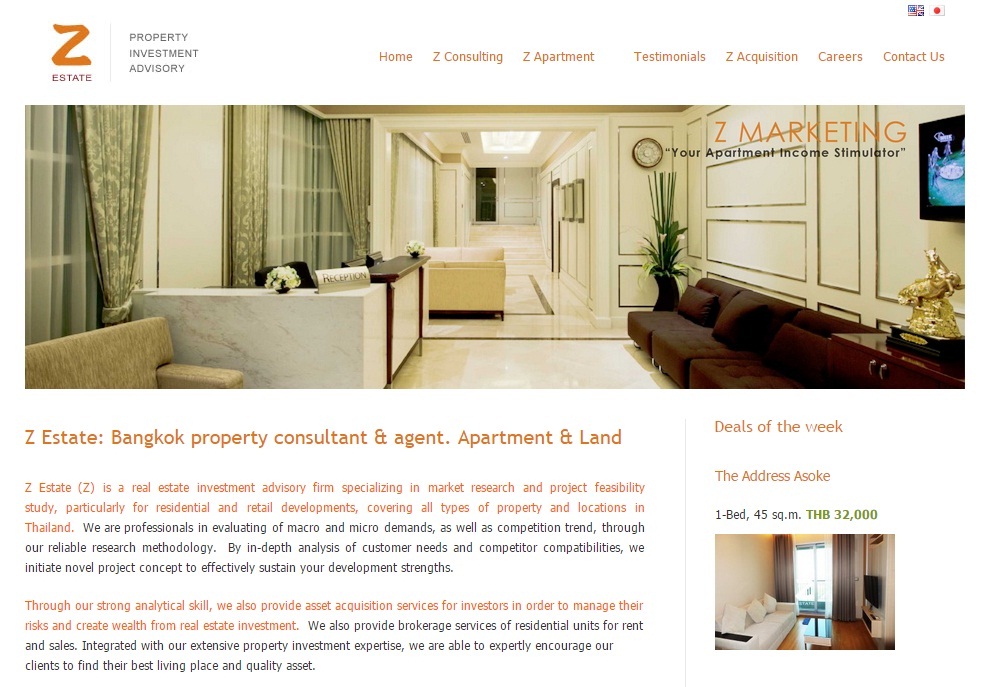 Z
ESTATE
PROPERTY
INVESTMENT
ADVISORY
Home Z Consulting Z Apartment Testimonials Z Acquisition Careers Contact Us
Z MARKETING
“Your Apartment Income Stimulator”
RECEPTION
Z Estate: Bangkok property consultant & agent. Apartment & Land
Z Estate (Z) is a real estate investment advisory firm specializing in market research and project feasibility
study, particularly for residential and retail developments, covering all types of property and locations in
Thailand. We are professionals in evaluating of macro and micro demands, as well as competition trend, through
our reliable research methodology. By in-depth analysis of customer needs and competitor compatibilities, we
initiate novel project concept to effectively sustain your development strengths.
Through our strong analytical skill, we also provide asset acquisition services for investors in order to manage their
risks and create wealth from real estate investment. We also provide brokerage services of residential units for rent
and sales. Integrated with our extensive property investment expertise, we are able to expertly encourage our
clients to find their best living place and quality asset.
Deals of the week
The Address Asoke
1-Bed, 45 sq.m. THB 32,000